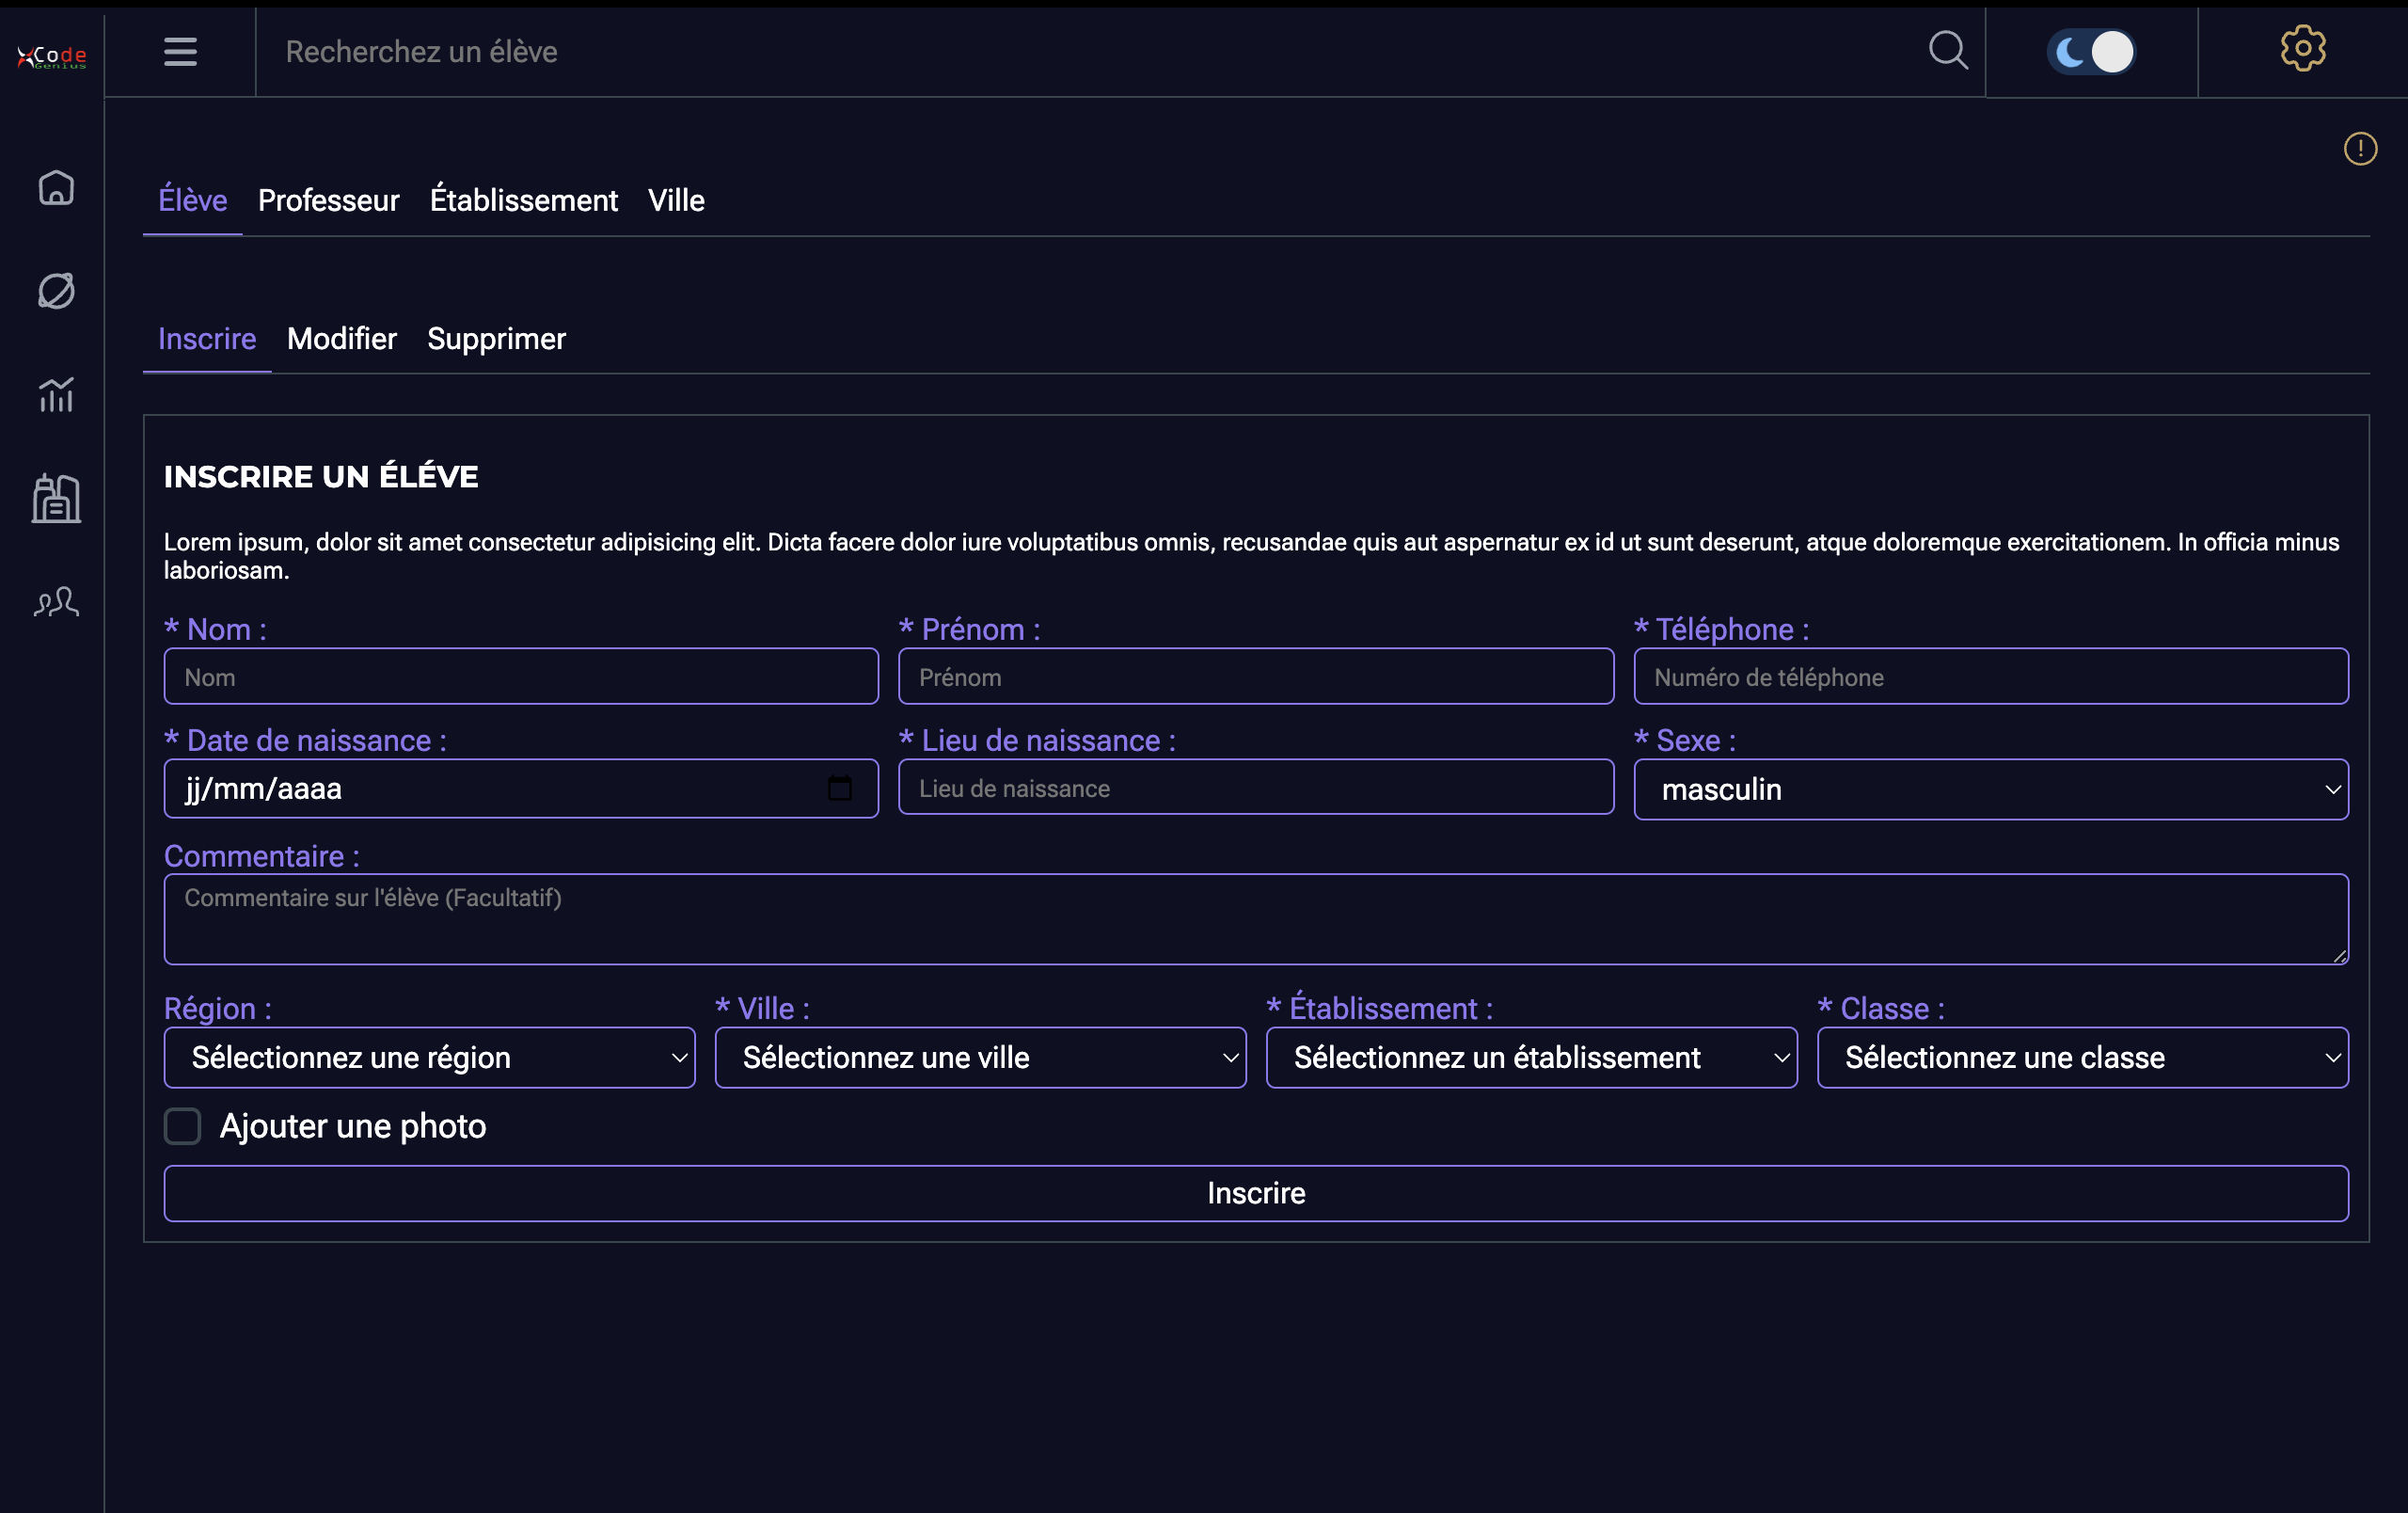 Code
Genius
Recherchez un élève
Élève Professeur Établissement Ville
Inscrire Modifier Supprimer
INSCRIRE UN ÉLÉVE
Lorem ipsum, dolor sit amet consectetur adipisicing elit. Dicta facere dolor iure voluptatibus omnis, recusandae quis aut aspernatur ex id ut sunt deserunt, atque doloremque exercitationem. In officia minus
laboriosam.
* Nom : * Prénom : * Téléphone :
Nom Prénom Numéro de téléphone
* Date de naissance : * Lieu de naissance : * Sexe :
jj/mm/aaaa Lieu de naissance masculin
Commentaire :
Commentaire sur l'élève (Facultatif)
Région : * Ville : * Établissement : * Classe :
Sélectionnez une région Sélectionnez une ville Sélectionnez un établissement Sélectionnez une classe
Ajouter une photo
Inscrire